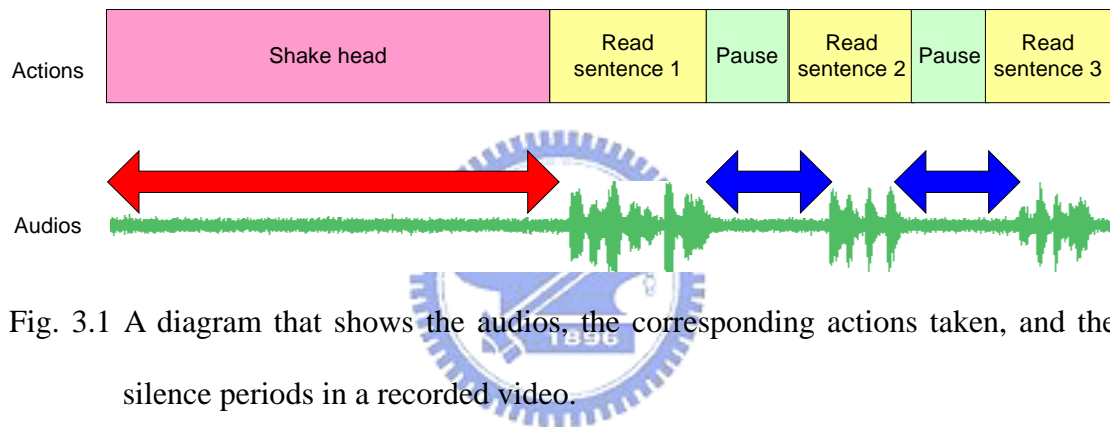 Actions
Shake head
Read
sentence 1
Pause
Read
sentence 2
Pause
Read
sentence 3
Audios
1896
Fig. 3.1 A diagram that shows the audios, the corresponding actions taken, and the
silence periods in a recorded video.